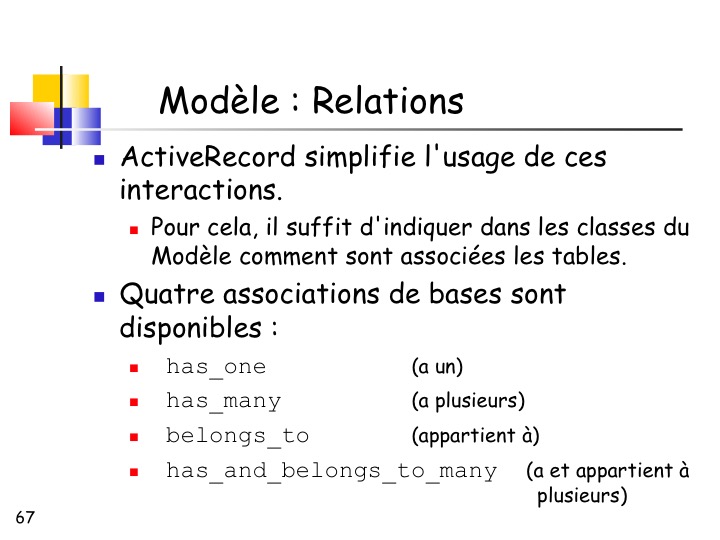 Modèle : Relations
ActiveRecord simplifie l'usage de ces
interactions.
Pour cela, il suffit d'indiquer dans les classes du
Modèle comment sont associées les tables.
Quatre associations de bases sont
disponibles :
has_one (a un)
has_many (a plusieurs)
belongs_to (appartient à)
has_and_belongs_to_many (a et appartient à
plusieurs)
67